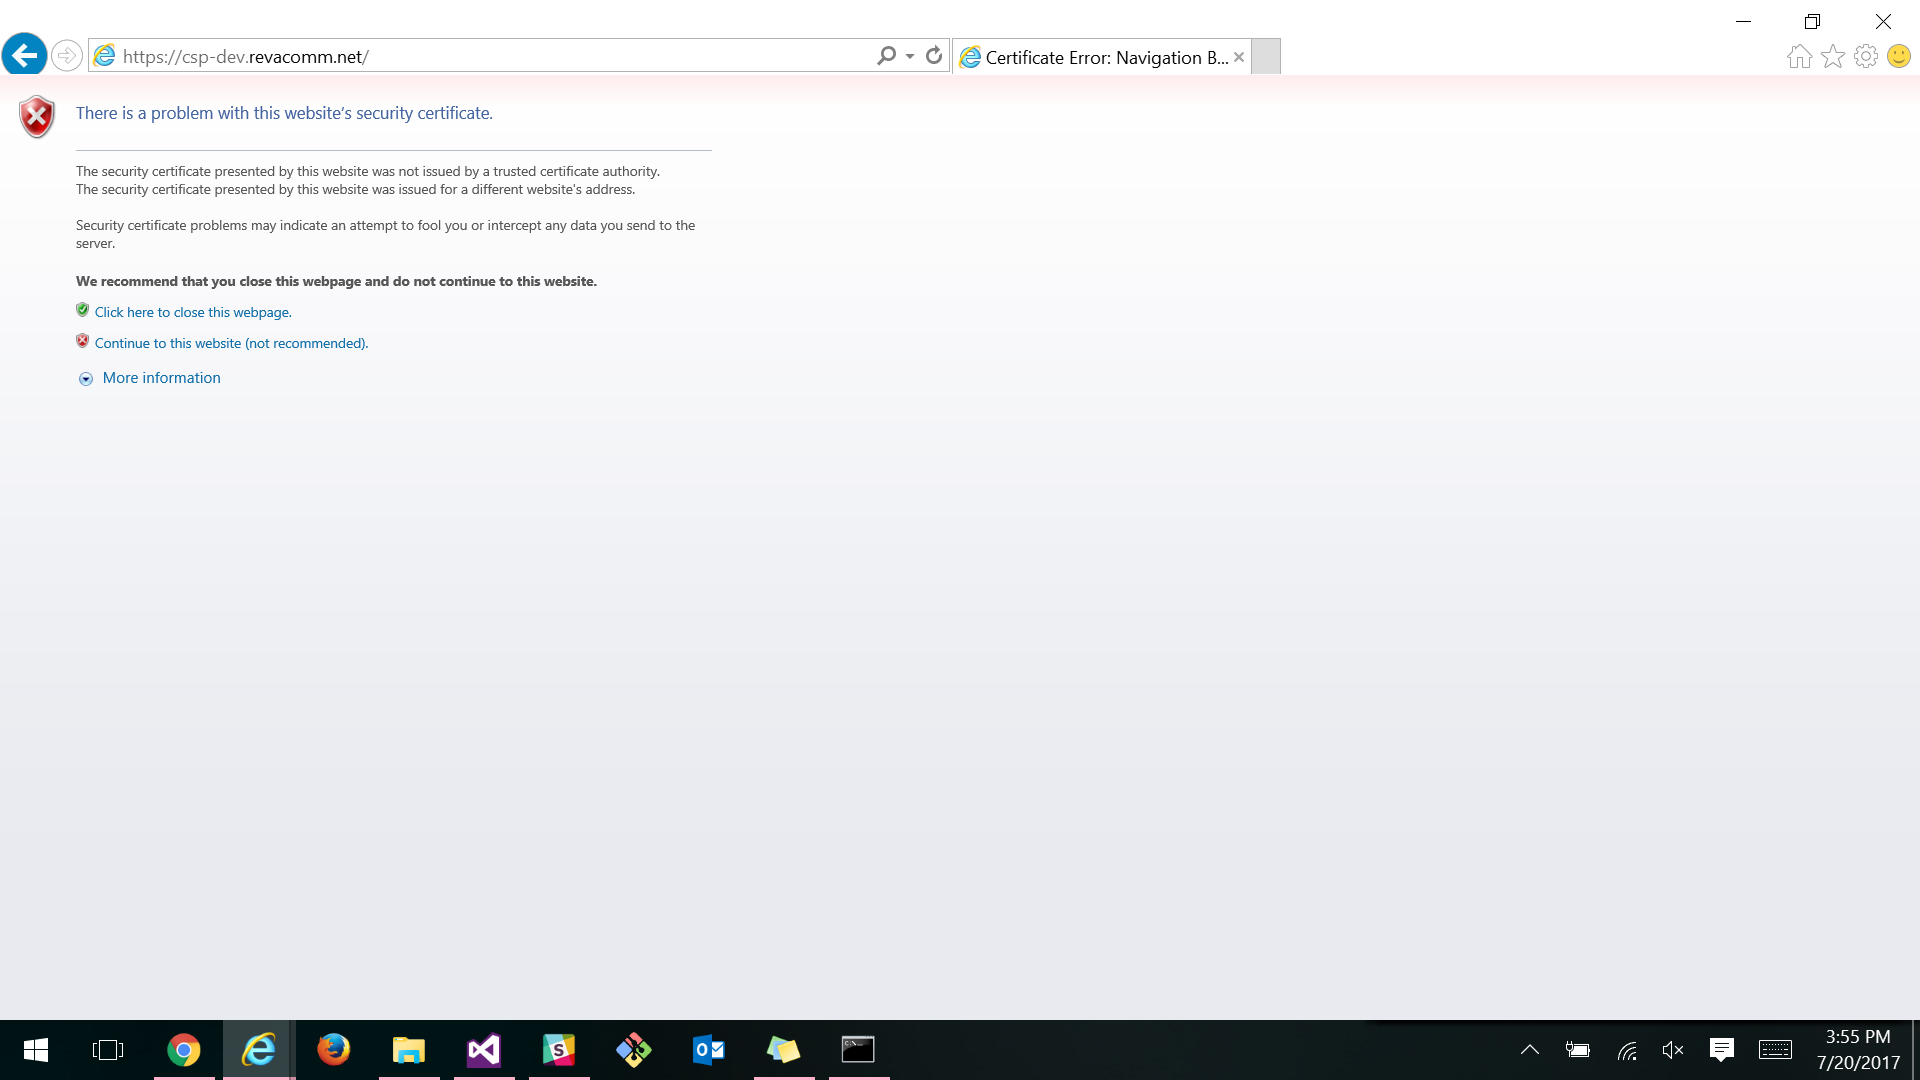 https://csp-dev.revacomm.net/
Certificate Error: Navigation B...
There is a problem with this website's security certificate.
The security certificate presented by this website was not issued by a trusted certificate authority.
The security certificate presented by this website was issued for a different website's address.
Security certificate problems may indicate an attempt to fool you or intercept any data you send to the
server.
We recommend that you close this webpage and do not continue to this website.
Click here to close this webpage.
Continue to this website (not recommended).
More information
3:55 PM
7/20/2017